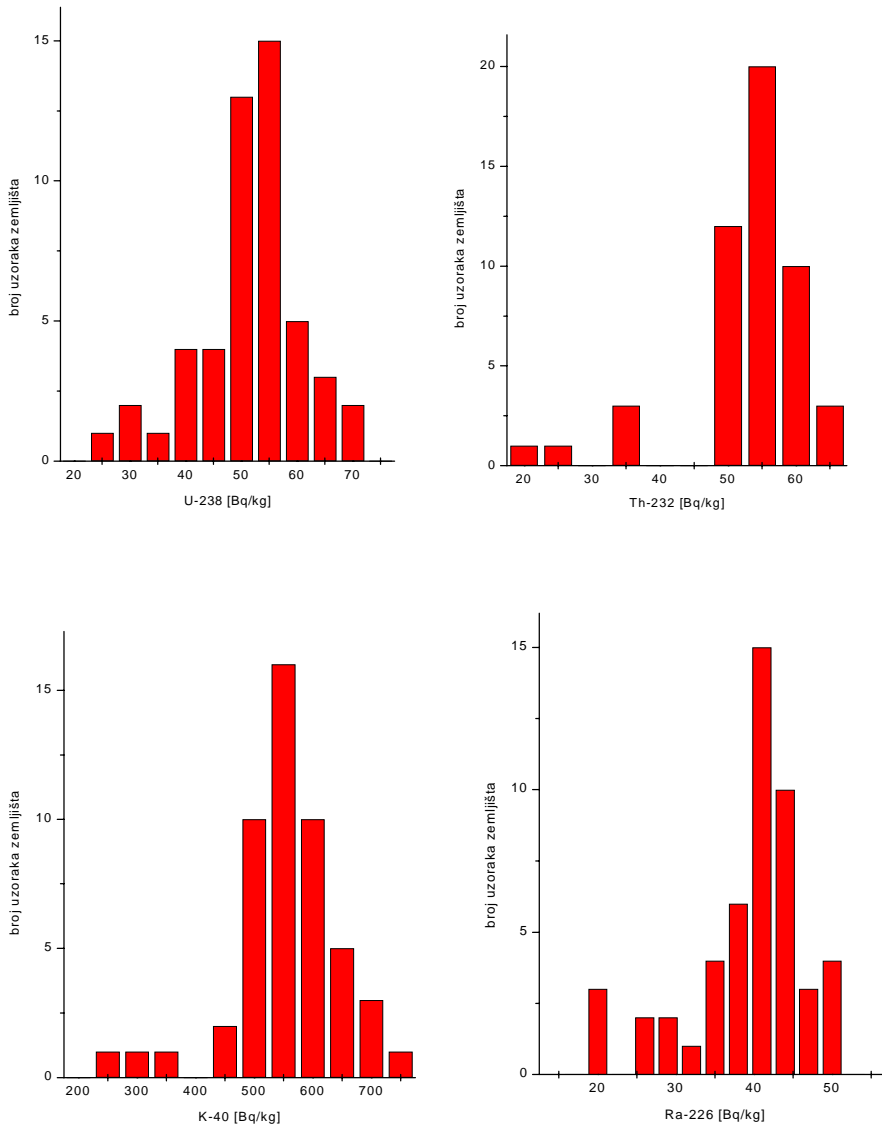 15
10
5
0
broj uzoraka zemljišta
20 30 40 50 60 70
U-238 [Bq/kg]
20
15
10
5
0
broj uzoraka zemljišta
20 30 40 50 60
Th-232 [Bq/kg]
15
10
5
0
broj uzoraka zemljišta
200 300 400 500 600 700
K-40 [Bq/kg]
15
10
5
0
broj uzoraka zemljišta
20 30 40 50
Ra-226 [Bq/kg]